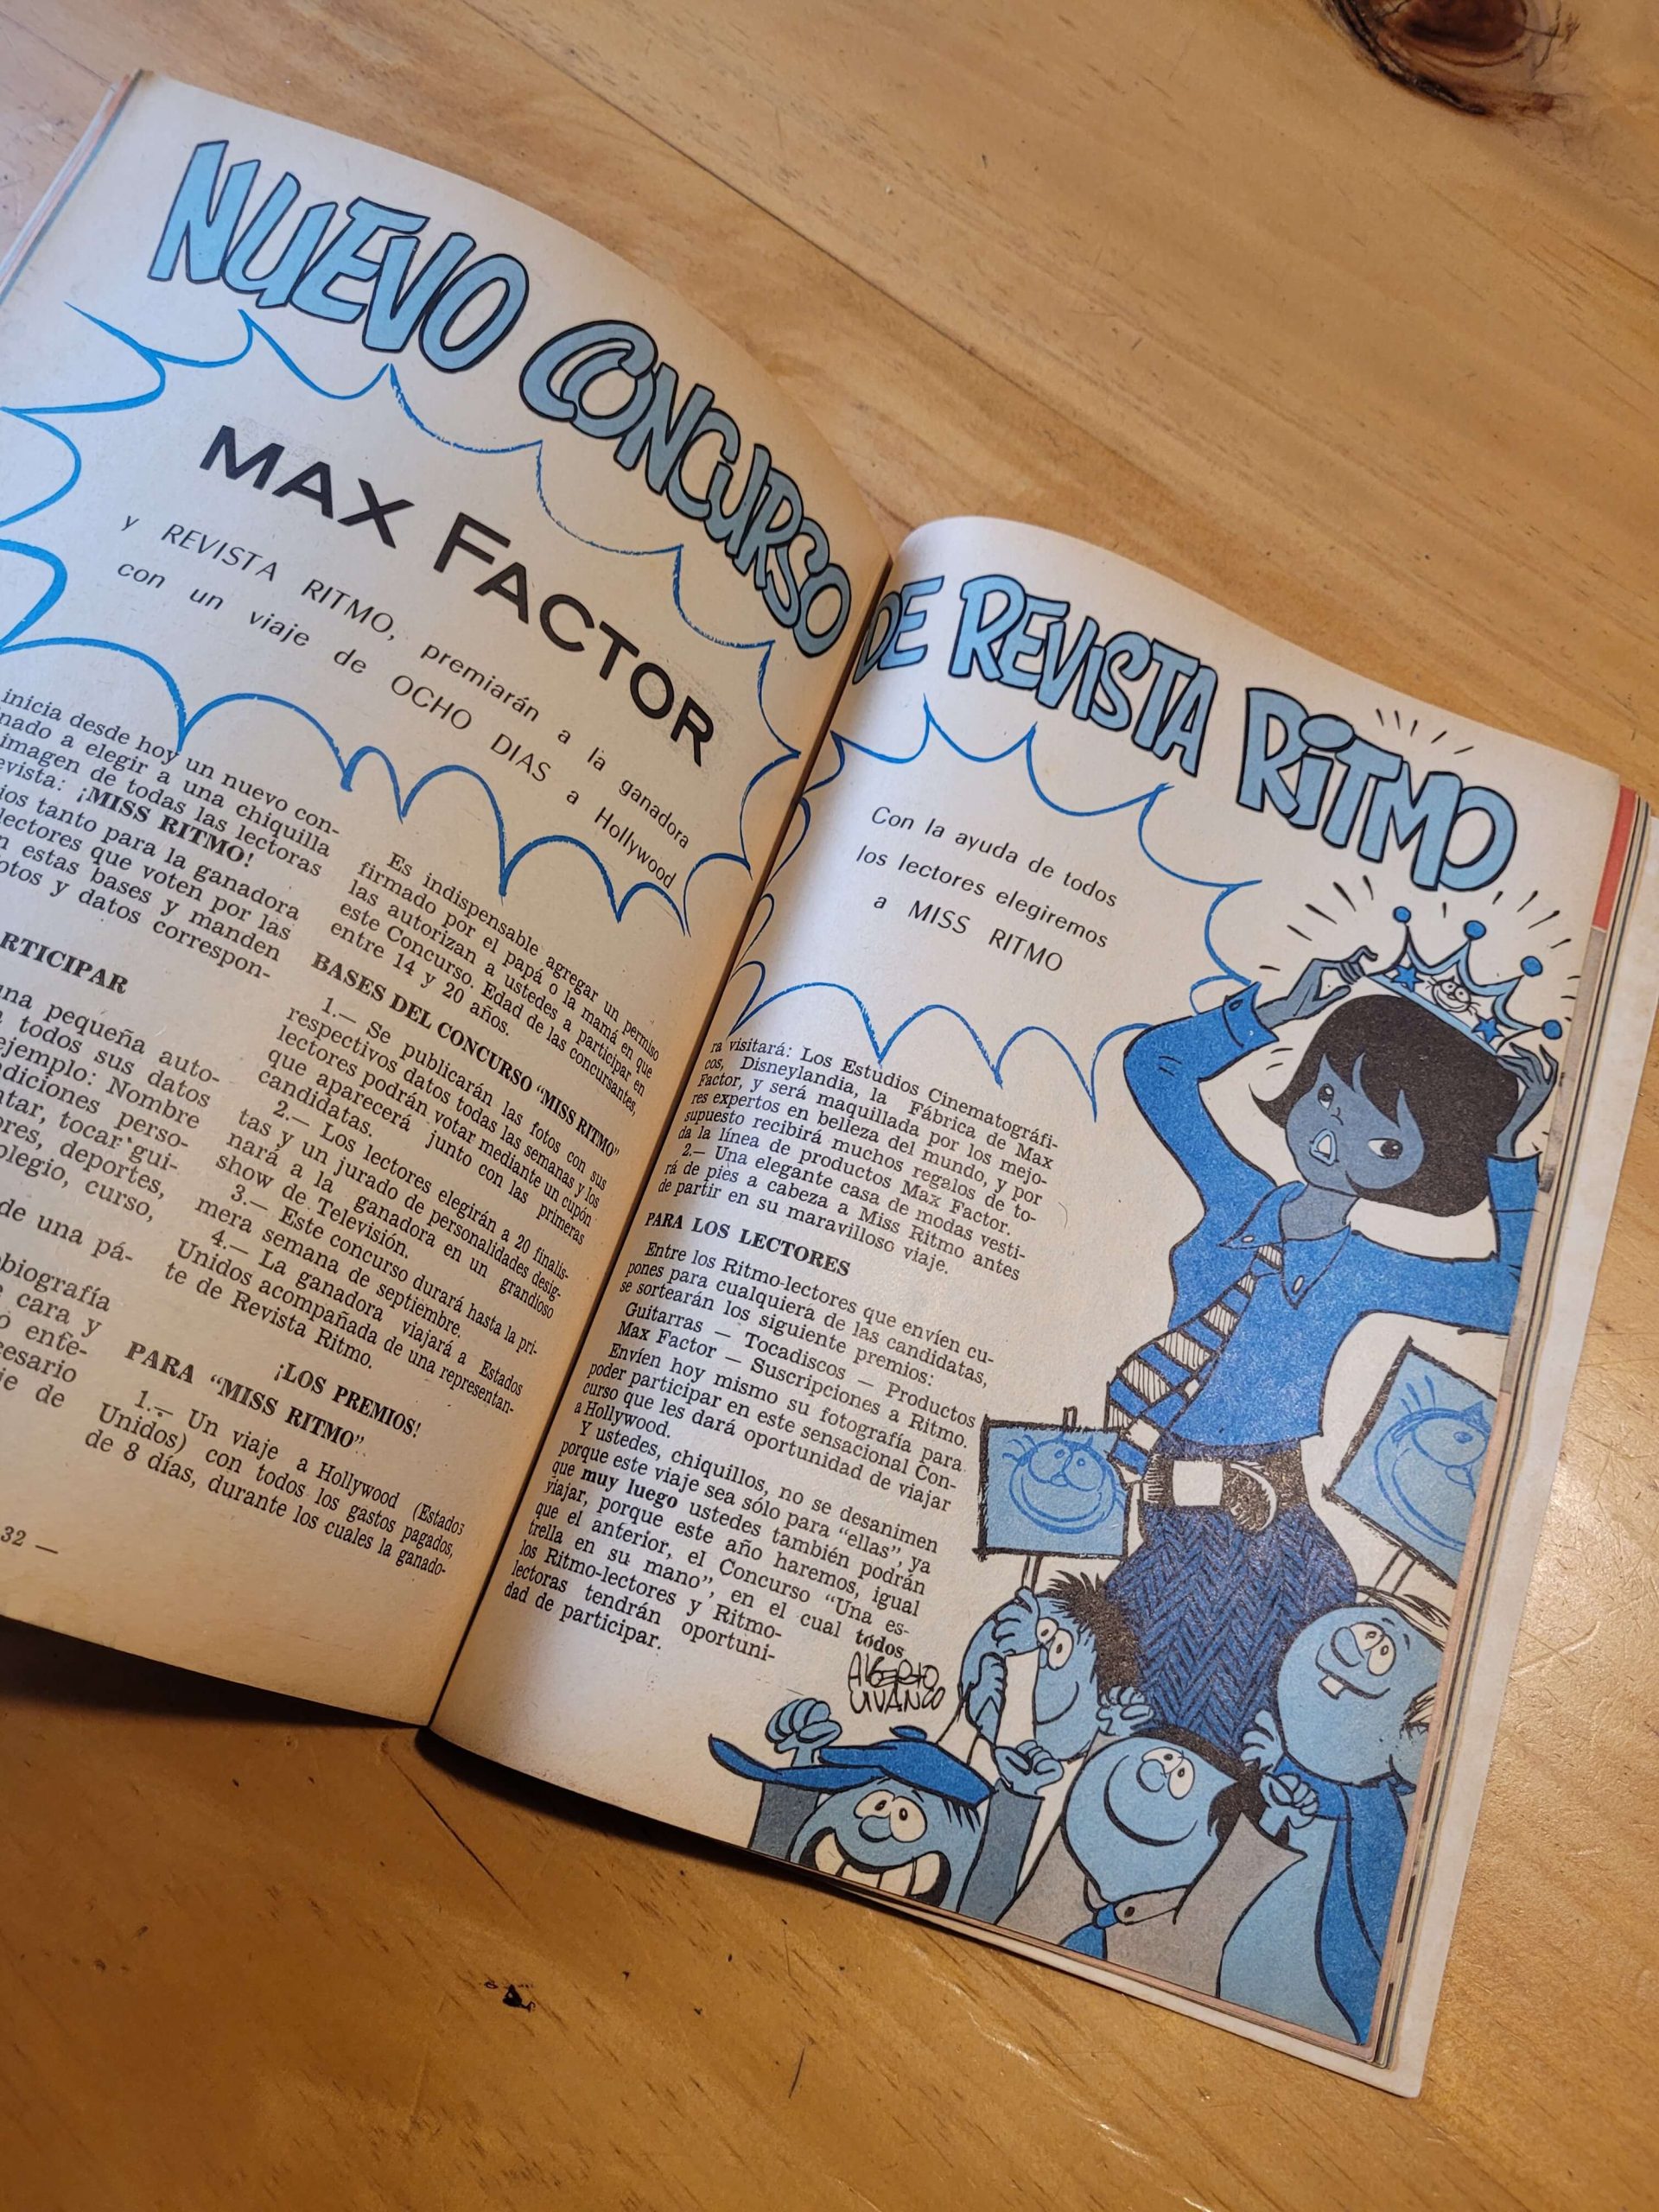 NUEVO CONCURSO DE REVISTA RITMO
MAX FACTOR
y REVISTA RITMO, premiarán a la ganadora
con un viaje de OCHO DIAS a Hollywood
inicia desde hoy un nuevo con-
nado a elegir a una chiquilla
imagen de todas las lectoras
evista: ¡MISS RITMO!
ios tanto para la ganadora
lectores que voten por las
n estas bases y manden
otos y datos correspon-
RTICIPAR
una pequeña auto-
todos sus datos
ejemplo: Nombre
ndiciones perso-
ntar, tocar gui-
ores, deportes,
olegio, curso,
de una pá-
obiografía
cara y
o enfe-
cesario
je de
32 —
Es indispensable agregar un permiso
firmado por el papá o la mamá en que
las autorizan a ustedes a participar en
este Concurso. Edad de las concursantes,
entre 14 y 20 años.
BASES DEL CONCURSO "MISS RITMO"
1.— Se publicarán las fotos con sus
respectivos datos todas las semanas y los
lectores podrán votar mediante un cupón
que aparecerá junto con las primeras
candidatas.
2.— Los lectores elegirán a 20 finalis-
tas y un jurado de personalidades desig-
nará a la ganadora en un grandioso
show de Televisión.
3.— Este concurso durará hasta la pri-
mera semana de septiembre.
4.— La ganadora viajará a Estados
Unidos acompañada de una representan-
te de Revista Ritmo.
¡LOS PREMIOS!
PARA "MISS RITMO"
1.— Un viaje a Hollywood (Estados
Unidos) con todos los gastos pagados,
de 8 días, durante los cuales la ganado-
Con la ayuda de todos
los lectores elegiremos
a MISS RITMO
ra visitará: Los Estudios Cinematográfi-
cos, Disneylandia, la Fábrica de Max
Factor, y será maquillada por los mejo-
res expertos en belleza del mundo, y por
supuesto recibirá muchos regalos de to-
da la línea de productos Max Factor.
2.— Una elegante casa de modas vesti-
rá de pies a cabeza a Miss Ritmo antes
de partir en su maravilloso viaje.
PARA LOS LECTORES
Entre los Ritmo-lectores que envíen cu-
pones para cualquiera de las candidatas,
se sortearán los siguiente premios:
Guitarras — Tocadiscos — Productos
Max Factor — Suscripciones a Ritmo.
Envíen hoy mismo su fotografía para
poder participar en este sensacional Con-
curso que les dará oportunidad de viajar
a Hollywood.
Y ustedes, chiquillos, no se desanimen
porque este viaje sea sólo para "ellas", ya
que muy luego ustedes también podrán
viajar, porque este año haremos, igual
que el anterior, el Concurso "Una es-
trella en su mano", en el cual todos
los Ritmo-lectores y Ritmo-
lectoras tendrán oportuni-
dad de participar.
ALBERTO
VIVANCO